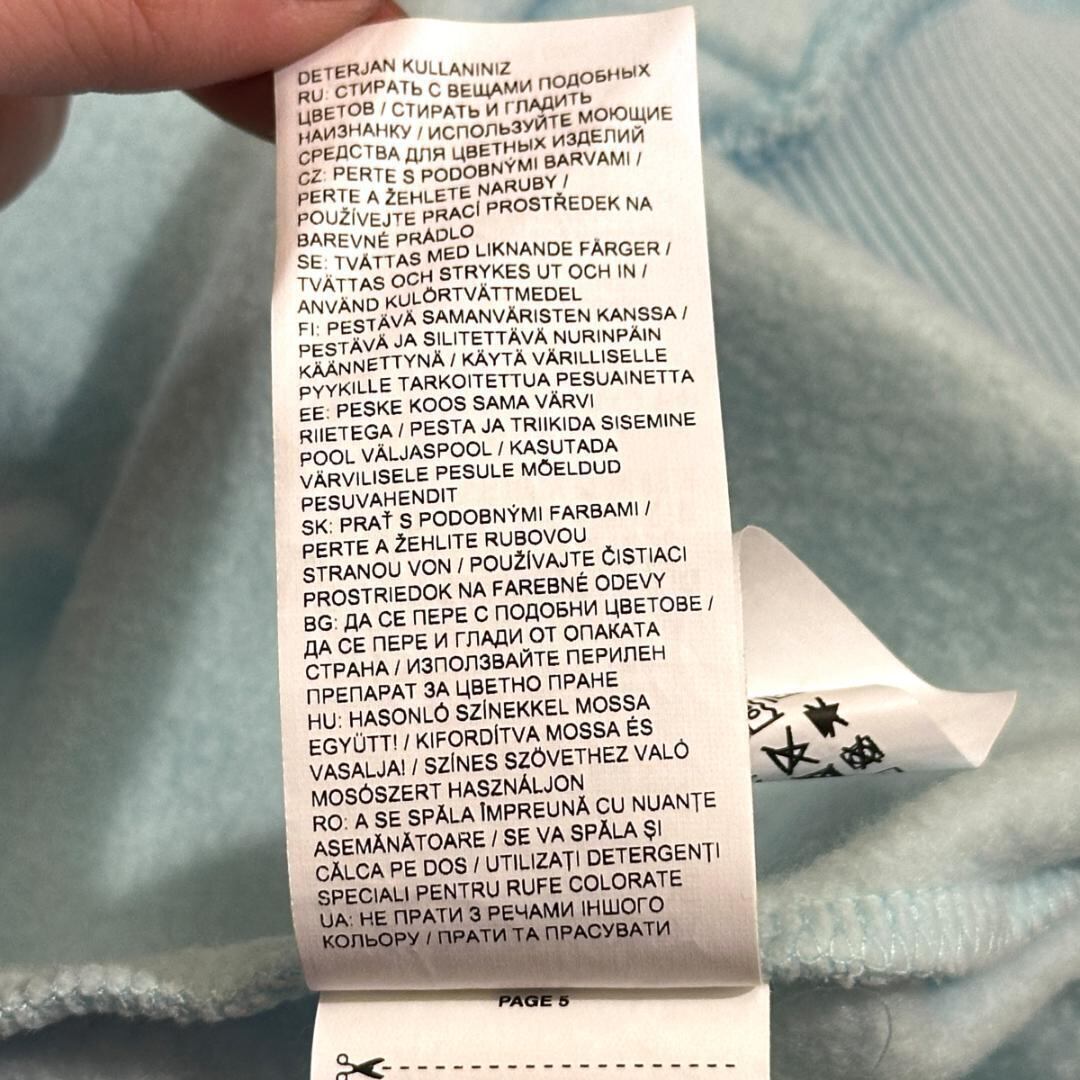 DETERJAN KULLANINIZ
RU: СТИРАТЬ С ВЕЩАМИ ПОДОБНЫХ
ЦВЕТОВ / СТИРАТЬ И ГЛАДИТЬ
НАИЗНАНКУ / ИСПОЛЬЗУЙТЕ МОЮЩИЕ
СРЕДСТВА ДЛЯ ЦВЕТНЫХ ИЗДЕЛИЙ
CZ: PERTE S PODOBNÝMI BARVAMI /
PERTE A ŽEHLETE NARUBY /
POUŽÍVEJTE PRACÍ PROSTŘEDEK NA
BAREVNÉ PRÁDLO
SE: TVÄTTAS MED LIKNANDE FÄRGER /
TVÄTTAS OCH STRYKES UT OCH IN /
ANVÄND KULÖRTVÄTTMEDEL
FI: PESTÄVÄ SAMANVÄRISTEN KANSSA /
PESTÄVÄ JA SILITETTÄVÄ NURINPÄIN
KÄÄNNETTYNÄ / KÄYTÄ VÄRILLISELLE
PYYKILLE TARKOITETTUA PESUAINETTA
EE: PESKE KOOS SAMA VÄRVI
RIIETEGA / PESTA JA TRIIKIDA SISEMINE
POOL VÄLJASPOOL / KASUTADA
VÄRVILISELE PESULE MÕELDUD
PESUVAHENDIT
SK: PRAŤ S PODOBNÝMI FARBAMI /
PERTE A ŽEHLITE RUBOVOU
STRANOU VON / POUŽÍVAJTE ČISTIACI
PROSTRIEDOK NA FAREBNÉ ODEVY
BG: ДА СЕ ПЕРЕ С ПОДОБНИ ЦВЕТОВЕ /
ДА СЕ ПЕРЕ И ГЛАДИ ОТ ОПАКАТА
СТРАНА / ИЗПОЛЗВАЙТЕ ПЕРИЛЕН
ПРЕПАРАТ ЗА ЦВЕТНО ПРАНЕ
HU: HASONLÓ SZÍNEKKEL MOSSA
EGYÜTT! / KIFORDÍTVA MOSSA ÉS
VASALJA! / SZÍNES SZÖVETHEZ VALÓ
MOSÓSZERT HASZNÁLJON
RO: A SE SPĂLA ÎMPREUNĂ CU NUANȚE
ASEMĂNĂTOARE / SE VA SPĂLA ȘI
CĂLCA PE DOS / UTILIZAȚI DETERGENȚI
SPECIALI PENTRU RUFE COLORATE
UA: НЕ ПРАТИ З РЕЧАМИ ІНШОГО
КОЛЬОРУ / ПРАТИ ТА ПРАСУВАТИ
PAGE 5